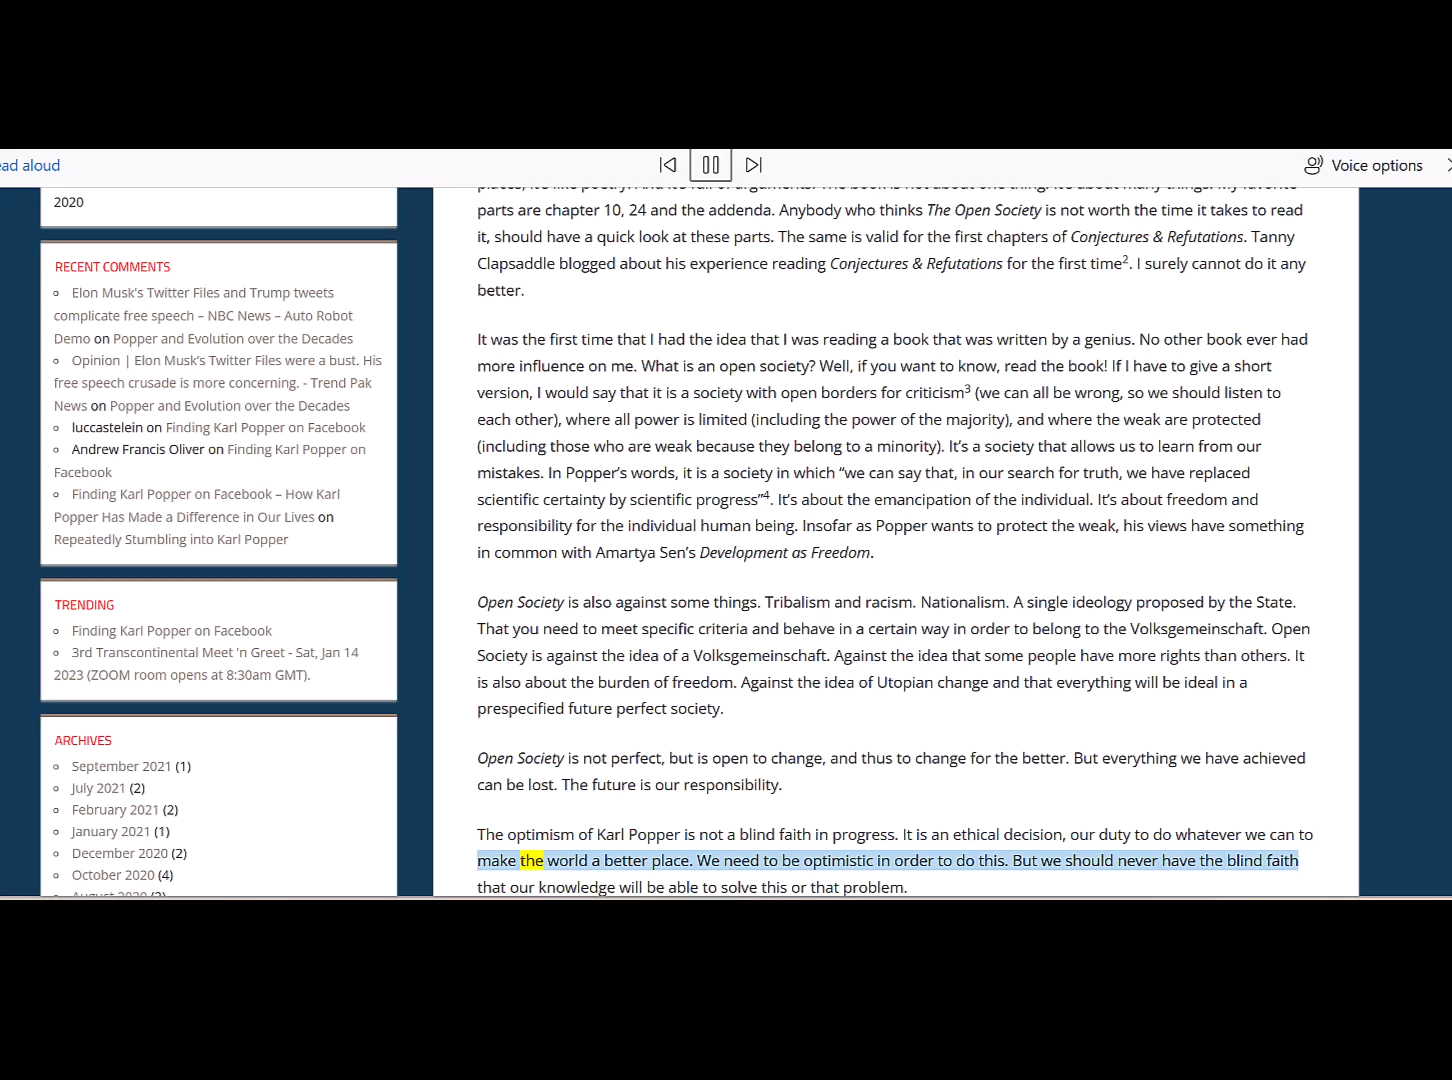 ead aloud
Voice options
2020
RECENT COMMENTS
Elon Musk's Twitter Files and Trump tweets
complicate free speech – NBC News – Auto Robot
Demo on Popper and Evolution over the Decades
Opinion | Elon Musk’s Twitter Files were a bust. His
free speech crusade is more concerning. - Trend Pak
News on Popper and Evolution over the Decades
luccastelein on Finding Karl Popper on Facebook
Andrew Francis Oliver on Finding Karl Popper on
Facebook
Finding Karl Popper on Facebook – How Karl
Popper Has Made a Difference in Our Lives on
Repeatedly Stumbling into Karl Popper
TRENDING
Finding Karl Popper on Facebook
3rd Transcontinental Meet 'n Greet - Sat, Jan 14
2023 (ZOOM room opens at 8:30am GMT).
ARCHIVES
September 2021 (1)
July 2021 (2)
February 2021 (2)
January 2021 (1)
December 2020 (2)
October 2020 (4)
August 2020 (2)
places, it’s like poetry. And it’s full of arguments. The book is not about one thing. It’s about many things. My favorite
parts are chapter 10, 24 and the addenda. Anybody who thinks The Open Society is not worth the time it takes to read
it, should have a quick look at these parts. The same is valid for the first chapters of Conjectures & Refutations. Tanny
Clapsaddle blogged about his experience reading Conjectures & Refutations for the first time2. I surely cannot do it any
better.
It was the first time that I had the idea that I was reading a book that was written by a genius. No other book ever had
more influence on me. What is an open society? Well, if you want to know, read the book! If I have to give a short
version, I would say that it is a society with open borders for criticism3 (we can all be wrong, so we should listen to
each other), where all power is limited (including the power of the majority), and where the weak are protected
(including those who are weak because they belong to a minority). It’s a society that allows us to learn from our
mistakes. In Popper’s words, it is a society in which “we can say that, in our search for truth, we have replaced
scientific certainty by scientific progress”4. It’s about the emancipation of the individual. It’s about freedom and
responsibility for the individual human being. Insofar as Popper wants to protect the weak, his views have something
in common with Amartya Sen’s Development as Freedom.
Open Society is also against some things. Tribalism and racism. Nationalism. A single ideology proposed by the State.
That you need to meet specific criteria and behave in a certain way in order to belong to the Volksgemeinschaft. Open
Society is against the idea of a Volksgemeinschaft. Against the idea that some people have more rights than others. It
is also about the burden of freedom. Against the idea of Utopian change and that everything will be ideal in a
prespecified future perfect society.
Open Society is not perfect, but is open to change, and thus to change for the better. But everything we have achieved
can be lost. The future is our responsibility.
The optimism of Karl Popper is not a blind faith in progress. It is an ethical decision, our duty to do whatever we can to
make the world a better place. We need to be optimistic in order to do this. But we should never have the blind faith
that our knowledge will be able to solve this or that problem.